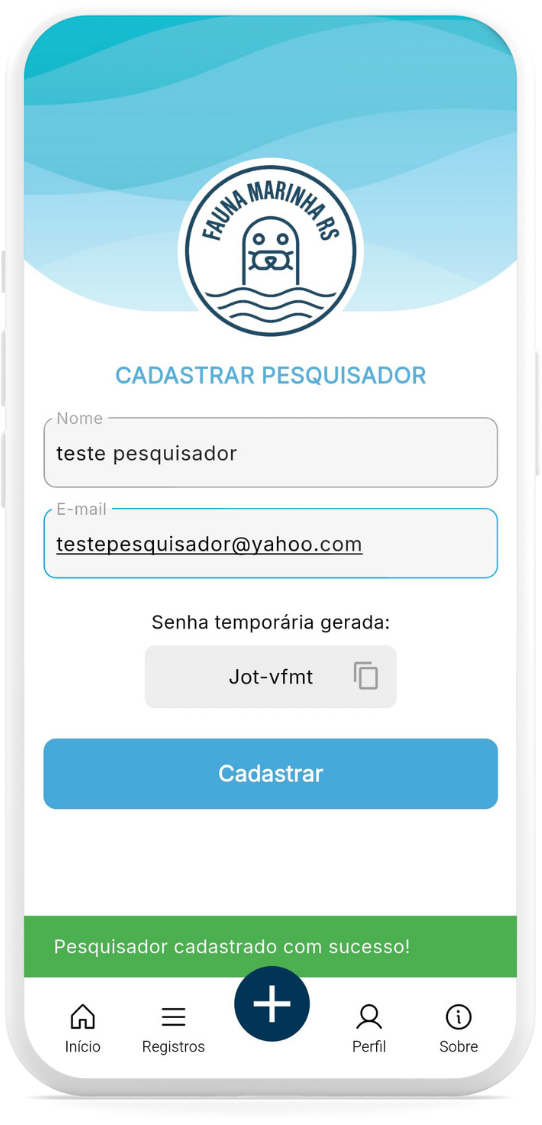 FAUNA MARINHA RS
CADASTRAR PESQUISADOR
Nome
teste pesquisador
E-mail
testepesquisador@yahoo.com
Senha temporária gerada:
Jot-vfmt
Cadastrar
Pesquisador cadastrado com sucesso!
Início Registros Perfil Sobre